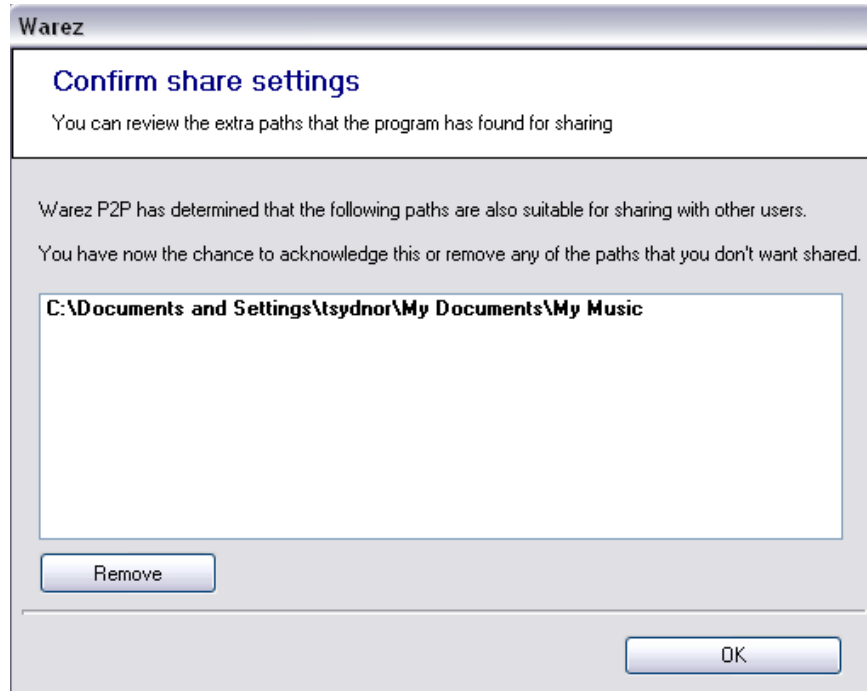 Warez
Confirm share settings
You can review the extra paths that the program has found for sharing
Warez P2P has determined that the following paths are also suitable for sharing with other users.
You have now the chance to acknowledge this or remove any of the paths that you don't want shared.
C:\Documents and Settings\tsydnor\My Documents\My Music
Remove
OK